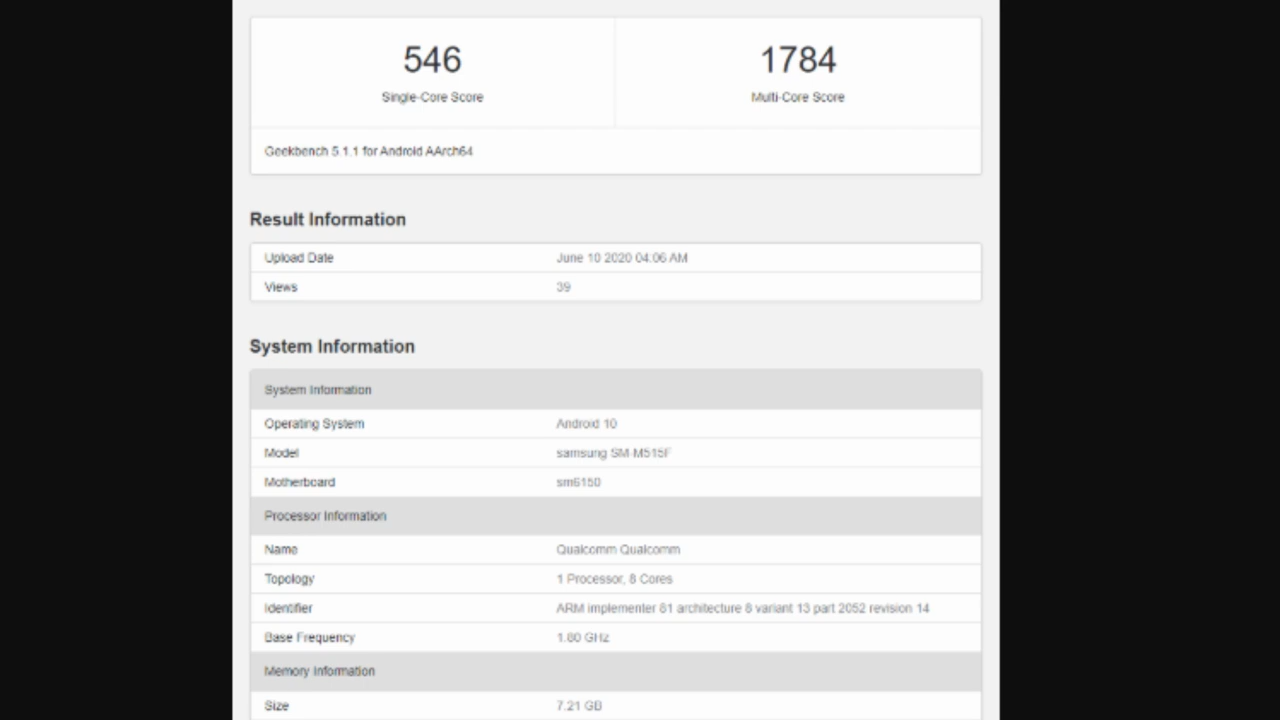 546
1784
Single-Core Score
Multi-Core Score
Geekbench 5.1.1 for Android AArch64
Result Information
Upload Date June 10 2020 04:06 AM
Views 39
System Information
System Information
Operating System Android 10
Model samsung SM-M515F
Motherboard sm6150
Processor Information
Name Qualcomm Qualcomm
Topology 1 Processor, 8 Cores
Identifier ARM implementer 81 architecture 8 variant 13 part 2052 revision 14
Base Frequency 1.80 GHz
Memory Information
Size 7.21 GB